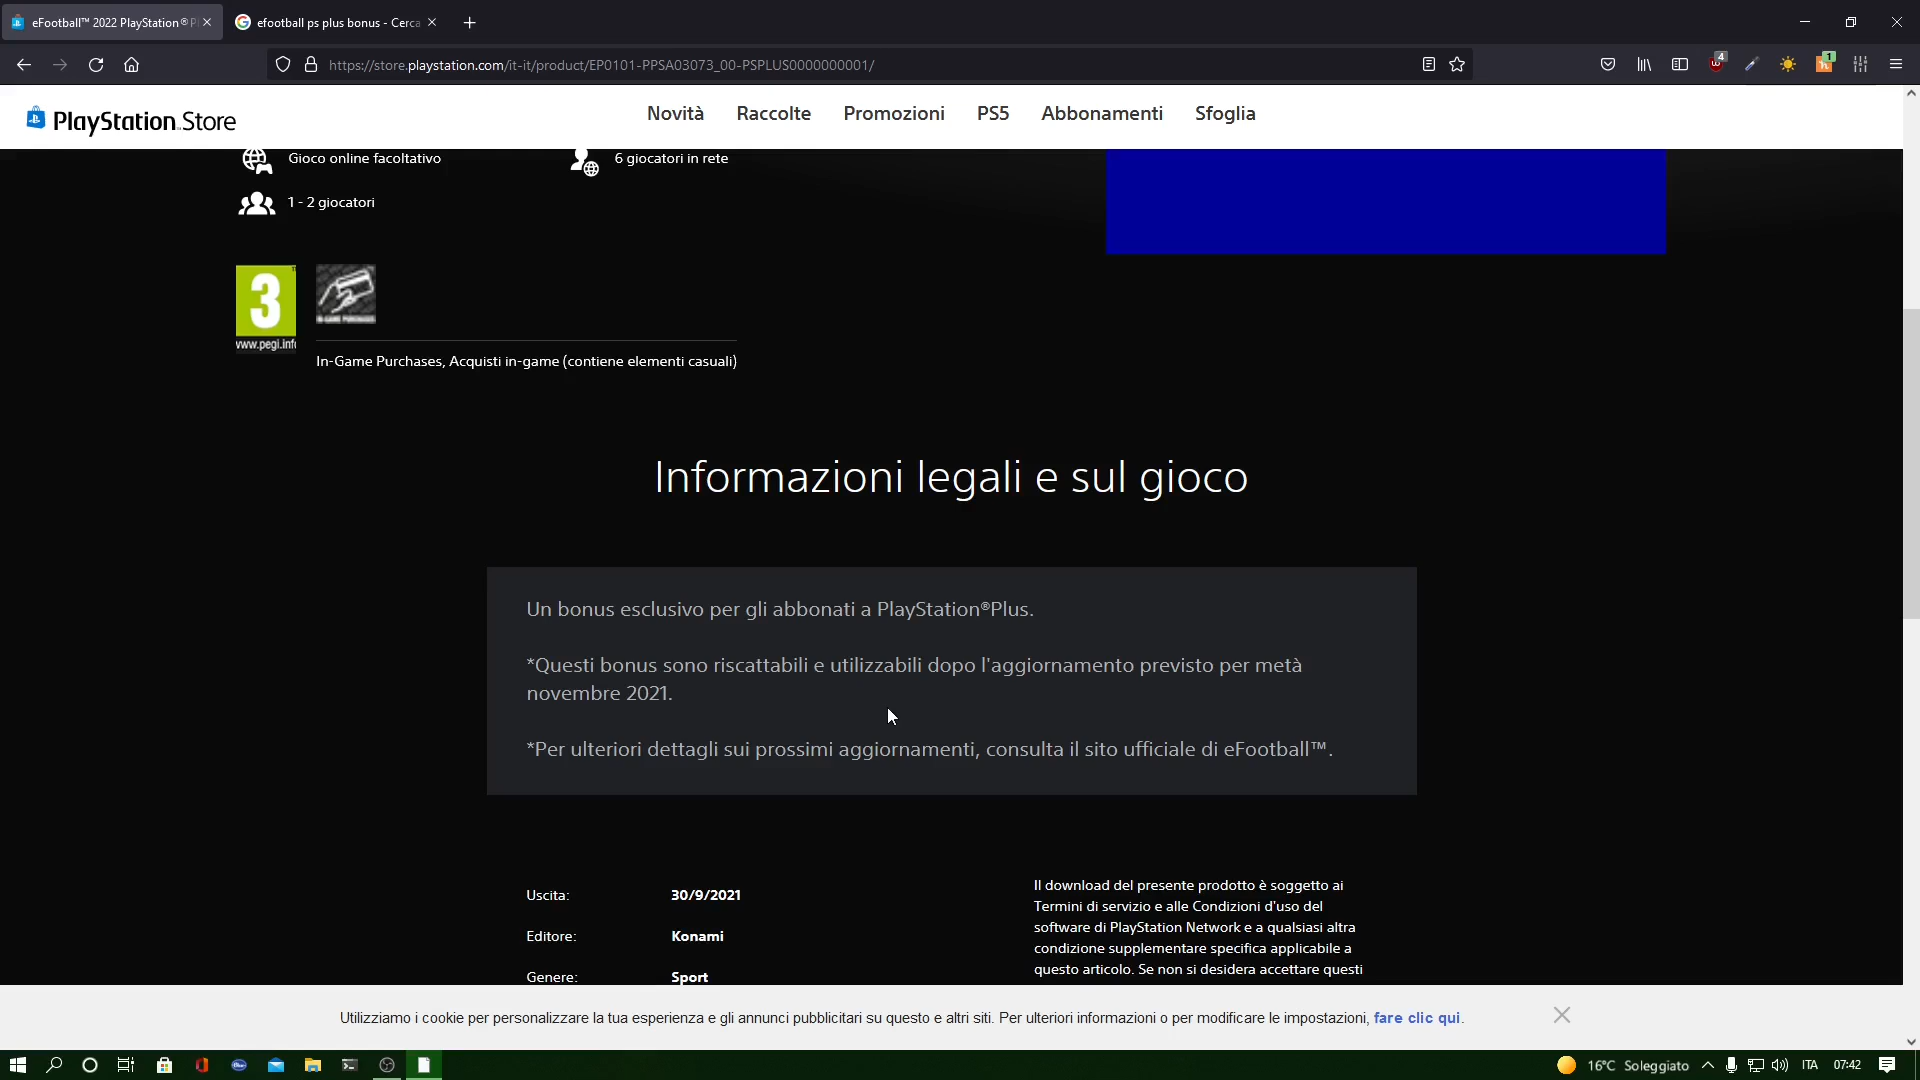 eFootball™ 2022 PlayStation®P
efootball ps plus bonus - Cerca
https://store.playstation.com/it-it/product/EP0101-PPSA03073_00-PSPLUS0000000001/
4
1
PlayStation Store
Novità
Raccolte
Promozioni
PS5
Abbonamenti
Sfoglia
Gioco online facoltativo
6 giocatori in rete
1 - 2 giocatori
3
www.pegi.info
IN-GAME PURCHASES
In-Game Purchases, Acquisti in-game (contiene elementi casuali)
Informazioni legali e sul gioco
Un bonus esclusivo per gli abbonati a PlayStation®Plus.
*Questi bonus sono riscattabili e utilizzabili dopo l'aggiornamento previsto per metà
novembre 2021.
*Per ulteriori dettagli sui prossimi aggiornamenti, consulta il sito ufficiale di eFootball™.
Uscita: 30/9/2021
Editore: Konami
Genere: Sport
Il download del presente prodotto è soggetto ai
Termini di servizio e alle Condizioni d'uso del
software di PlayStation Network e a qualsiasi altra
condizione supplementare specifica applicabile a
questo articolo. Se non si desidera accettare questi
Utilizziamo i cookie per personalizzare la tua esperienza e gli annunci pubblicitari su questo e altri siti. Per ulteriori informazioni o per modificare le impostazioni, fare clic qui.
16°C Soleggiato
ITA
07:42